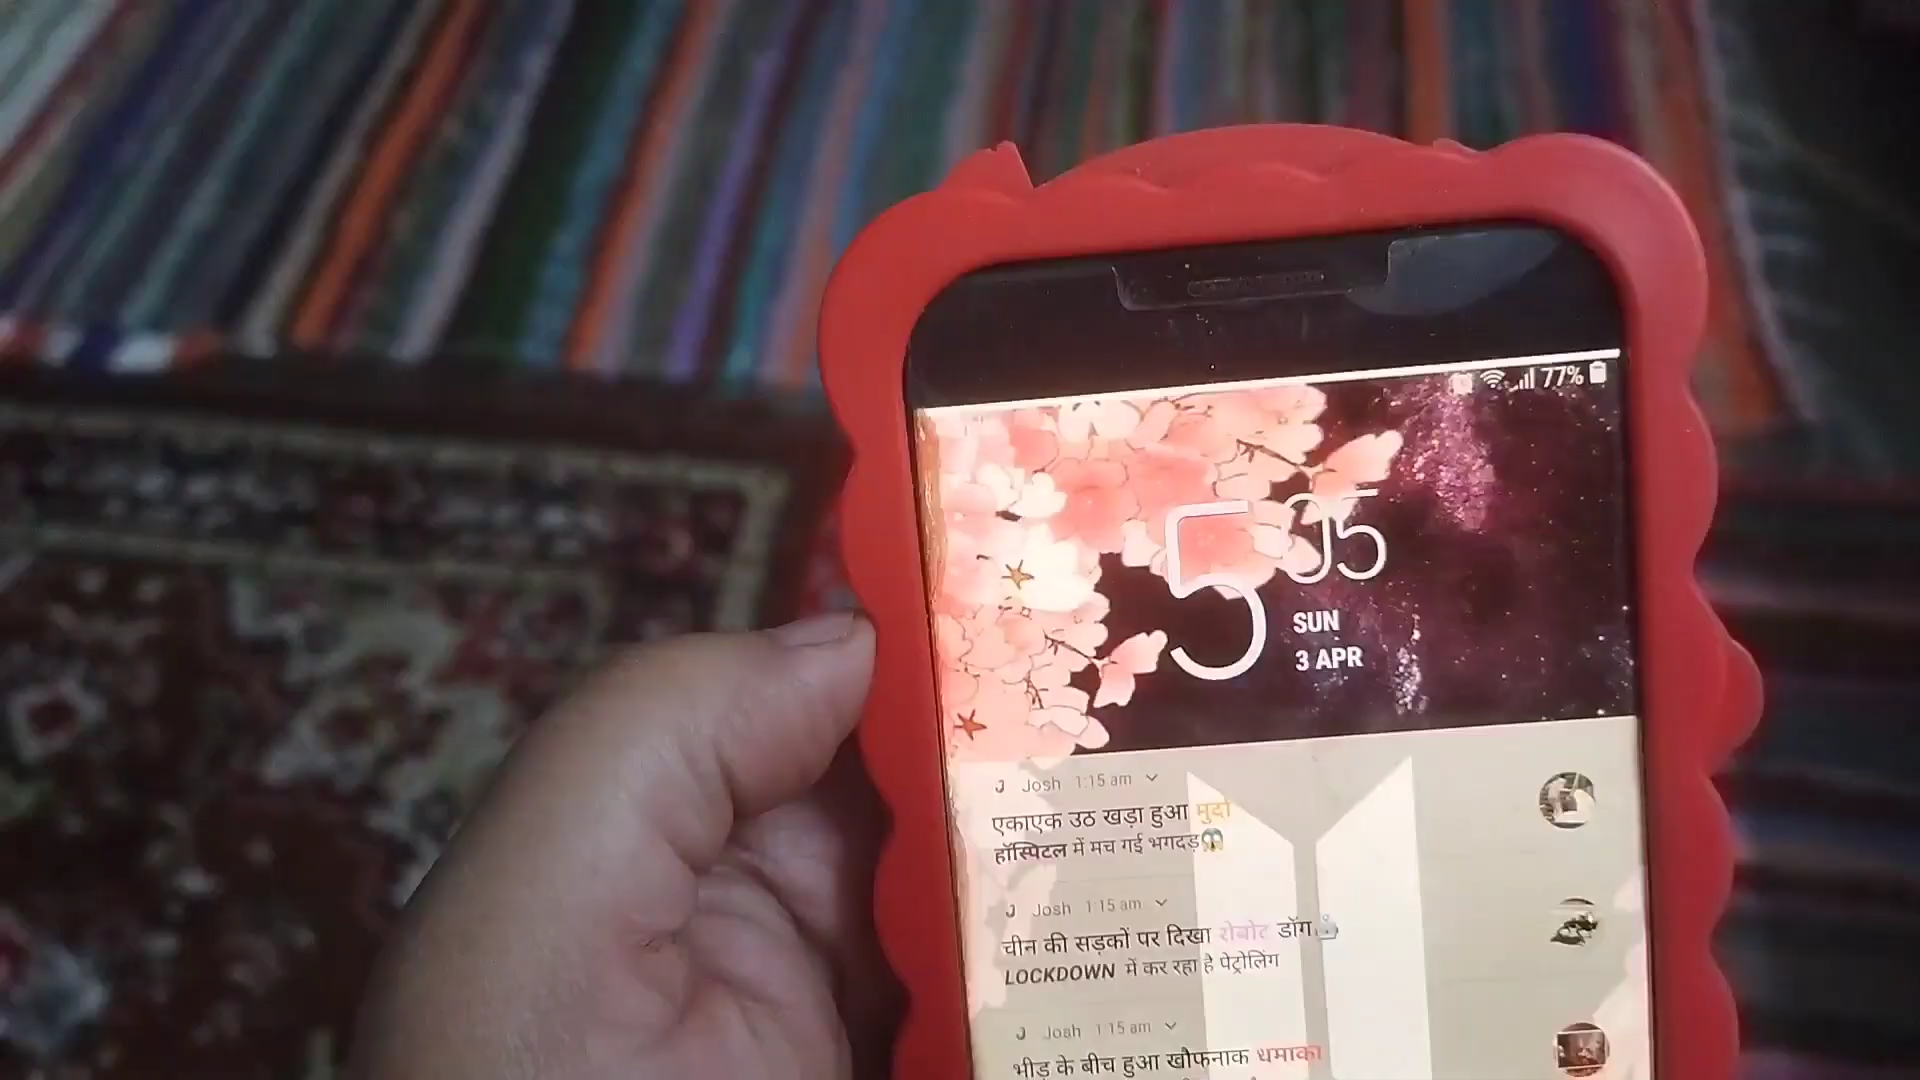 77%
5 05
SUN
3 APR
Josh 1:15 am
एकाएक उठ खड़ा हुआ मुर्दा
हॉस्पिटल में मच गई भगदड़😱
Josh 1:15 am
चीन की सड़कों पर दिखा रोबोट डॉग
LOCKDOWN में कर रहा है पेट्रोलिंग
Josh 1:15 am
भीड़ के बीच हुआ खौफनाक धमाका